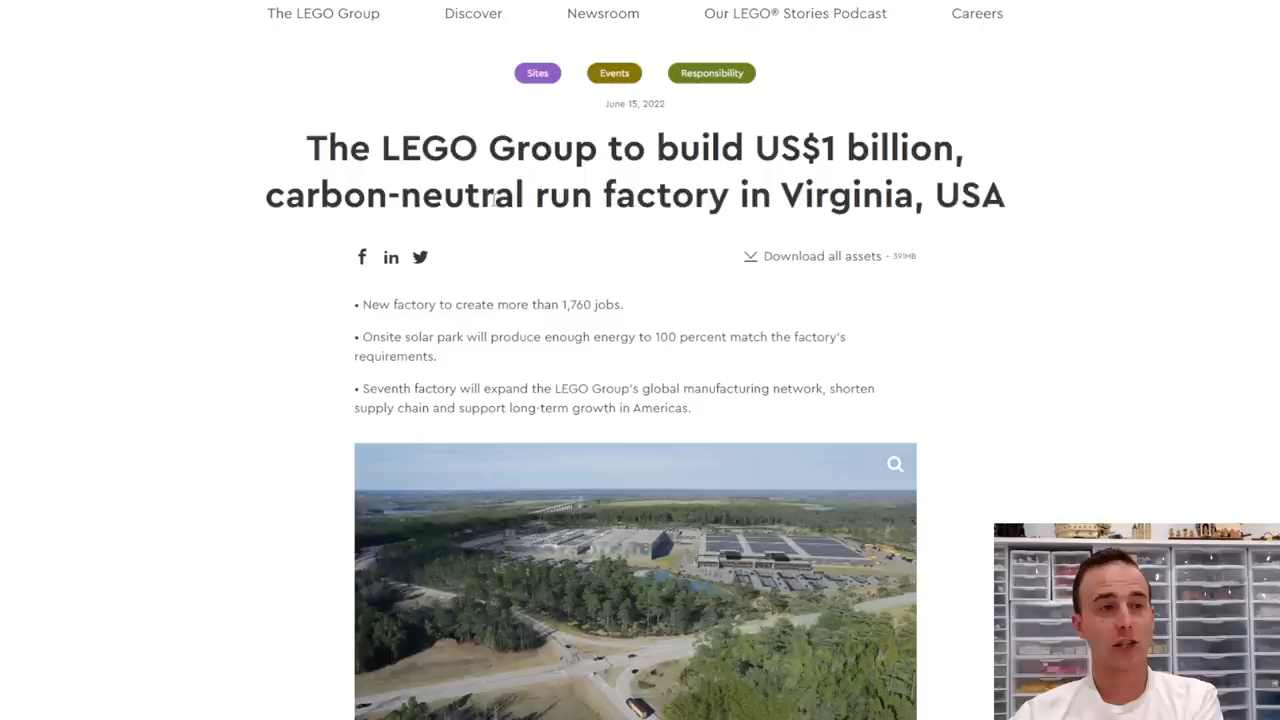 The LEGO Group Discover Newsroom Our LEGO® Stories Podcast Careers
Sites Events Responsibility
June 15, 2022
The LEGO Group to build US$1 billion,
carbon-neutral run factory in Virginia, USA
Download all assets - 391MB
• New factory to create more than 1,760 jobs.
• Onsite solar park will produce enough energy to 100 percent match the factory's
requirements.
• Seventh factory will expand the LEGO Group's global manufacturing network, shorten
supply chain and support long-term growth in Americas.